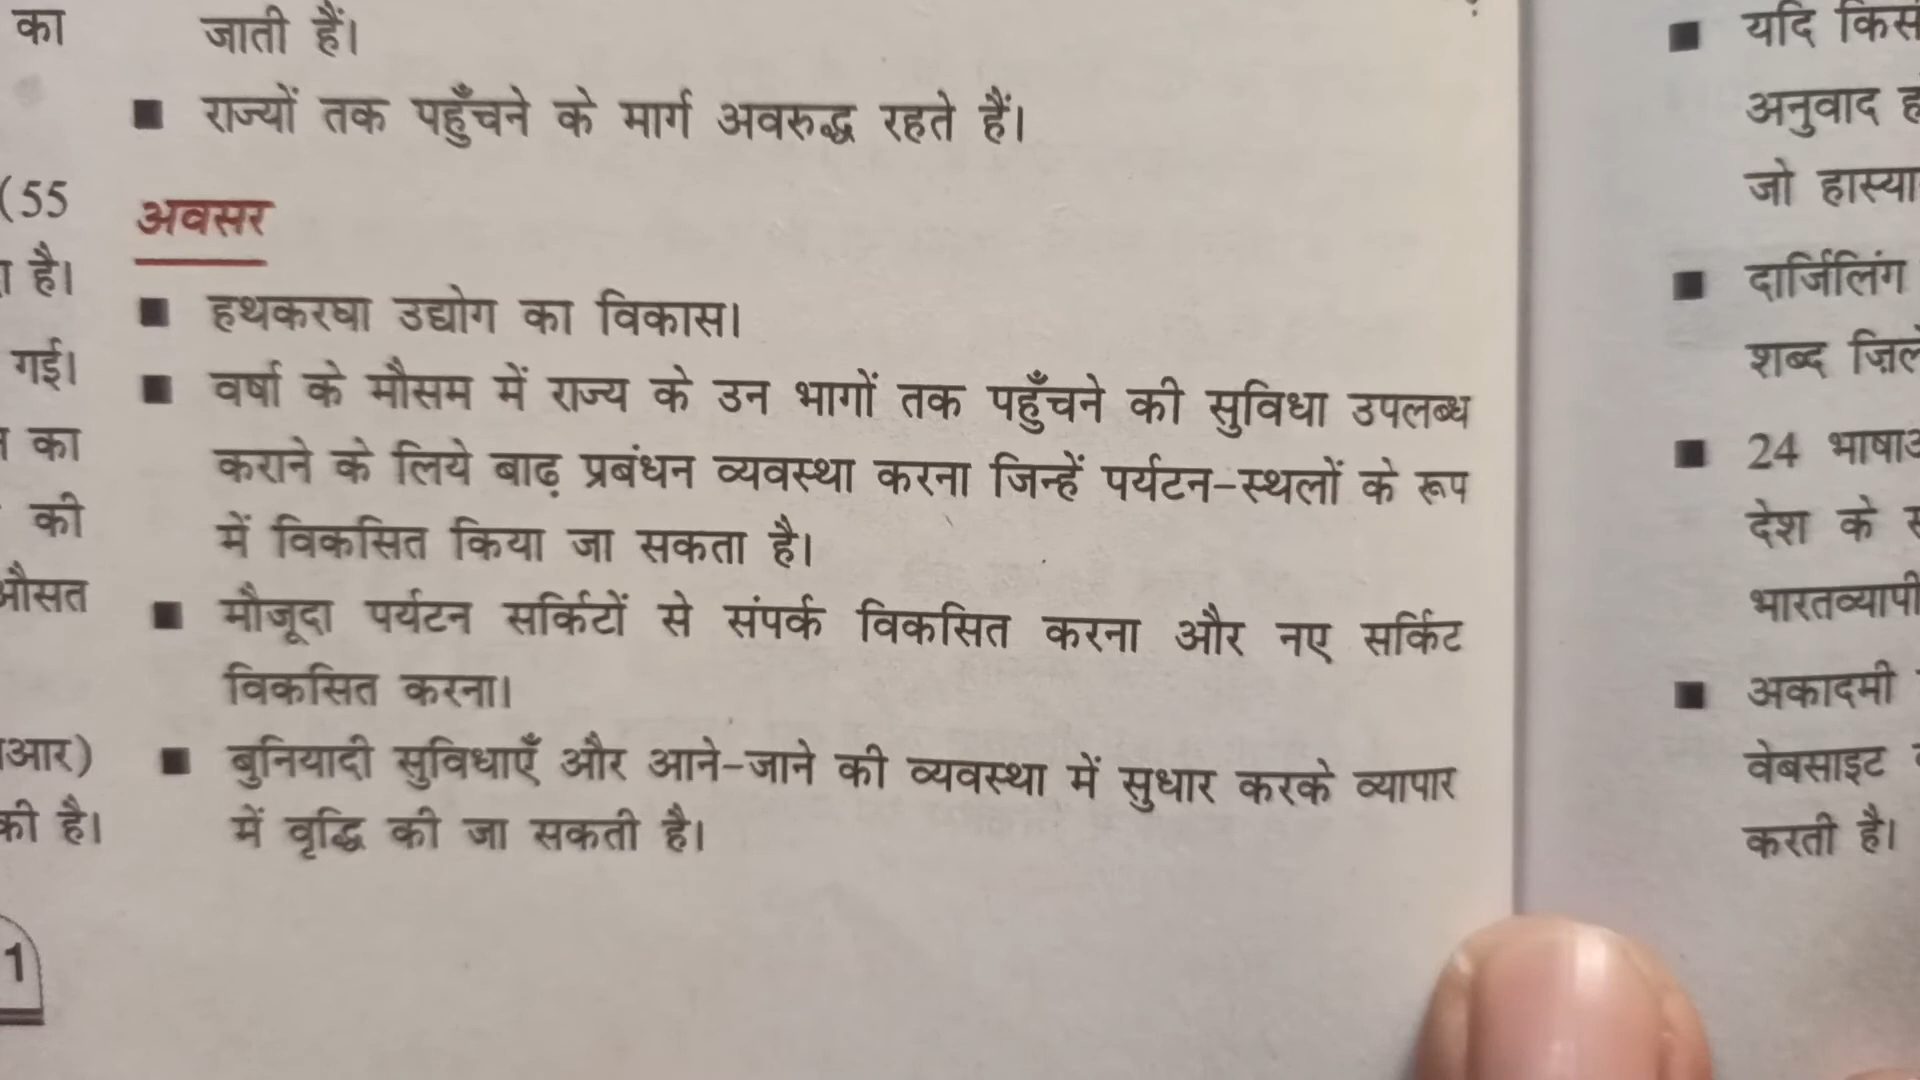 का
(55
है।
गई।
का
की
औसत
की है।
1
जाती हैं।
■ राज्यों तक पहुँचने के मार्ग अवरुद्ध रहते हैं।
अवसर
■ हथकरघा उद्योग का विकास।
■ वर्षा के मौसम में राज्य के उन भागों तक पहुँचने की सुविधा उपलब्ध
कराने के लिये बाढ़ प्रबंधन व्यवस्था करना जिन्हें पर्यटन-स्थलों के रूप
में विकसित किया जा सकता है।
■ मौजूदा पर्यटन सर्किटों से संपर्क विकसित करना और नए सर्किट
विकसित करना।
■ बुनियादी सुविधाएँ और आने-जाने की व्यवस्था में सुधार करके व्यापार
में वृद्धि की जा सकती है।
■ यदि
अनुवाद
जो
■ दार्जिलिंग
शब्द
■ 24
देश के
भारतव्यापी
■ अकादमी
वेबसाइट
करती है।